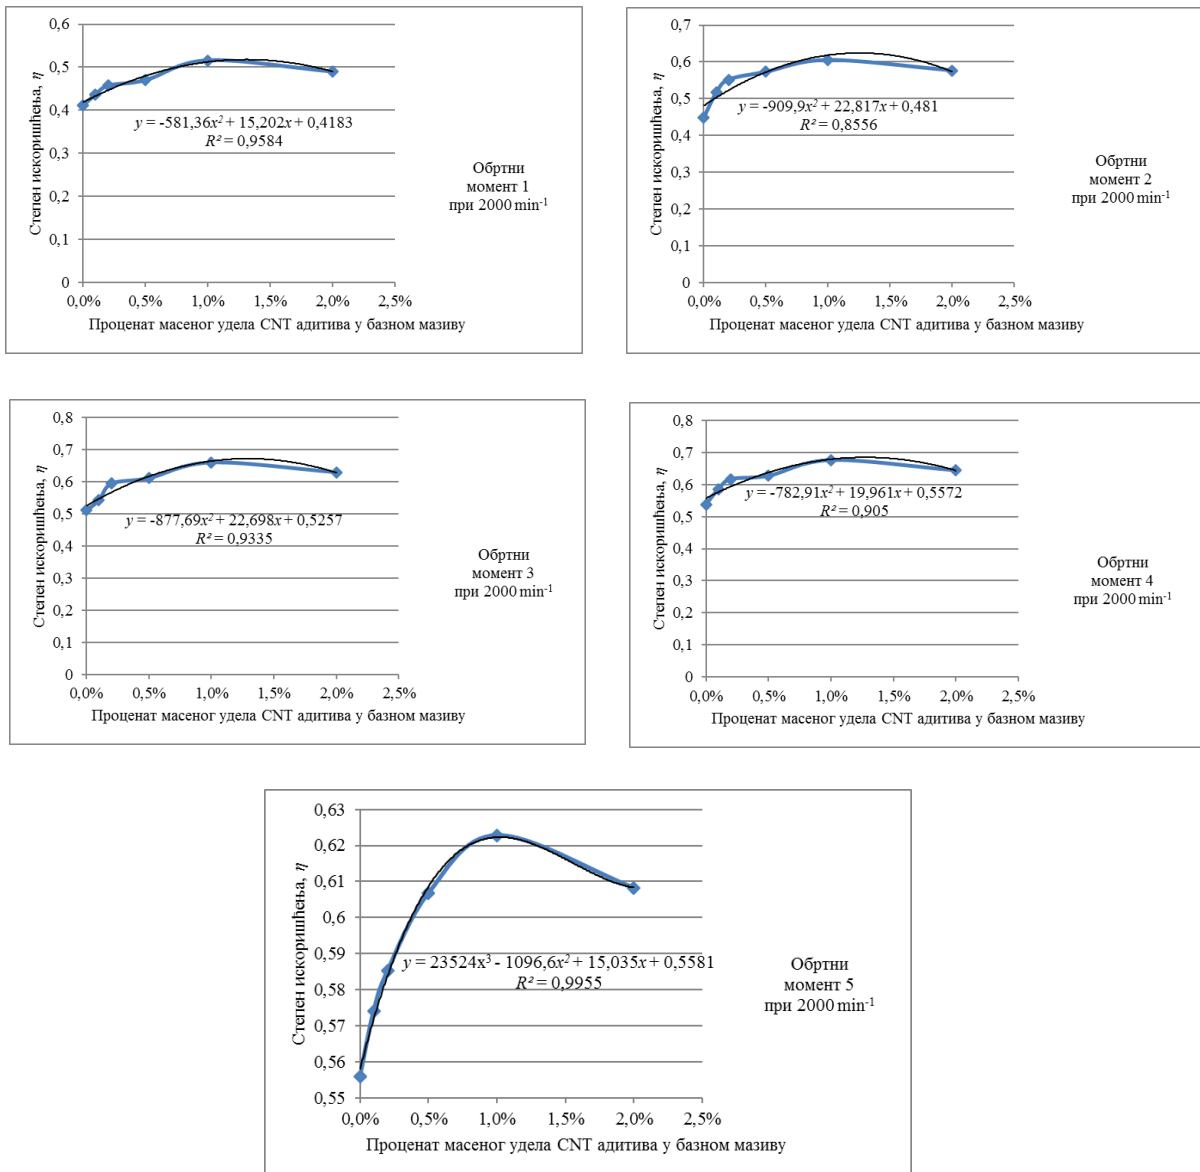 0,6
0,5
0,4
0,3
0,2
0,1
0
Степен искоришћења, η
y = -581,36x² + 15,202x + 0,4183
R² = 0,9584
Обртни
момент 1
при 2000 min⁻¹
0,0% 0,5% 1,0% 1,5% 2,0% 2,5%
Проценат масеног удела CNT адитива у базном мазиву
0,7
0,6
0,5
0,4
0,3
0,2
0,1
0
Степен искоришћења, η
y = -909,9x² + 22,817x + 0,481
R² = 0,8556
Обртни
момент 2
при 2000 min⁻¹
0,0% 0,5% 1,0% 1,5% 2,0% 2,5%
Проценат масеног удела CNT адитива у базном мазиву
0,8
0,7
0,6
0,5
0,4
0,3
0,2
0,1
0
Степен искоришћења, η
y = -877,69x² + 22,698x + 0,5257
R² = 0,9335
Обртни
момент 3
при 2000 min⁻¹
0,0% 0,5% 1,0% 1,5% 2,0% 2,5%
Проценат масеног удела CNT адитива у базном мазиву
0,8
0,7
0,6
0,5
0,4
0,3
0,2
0,1
0
Степен искоришћења, η
y = -782,91x² + 19,961x + 0,5572
R² = 0,905
Обртни
момент 4
при 2000 min⁻¹
0,0% 0,5% 1,0% 1,5% 2,0% 2,5%
Проценат масеног удела CNT адитива у базном мазиву
0,63
0,62
0,61
0,6
0,59
0,58
0,57
0,56
0,55
Степен искоришћења, η
y = 23524x³ - 1096,6x² + 15,035x + 0,5581
R² = 0,9955
Обртни
момент 5
при 2000 min⁻¹
0,0% 0,5% 1,0% 1,5% 2,0% 2,5%
Проценат масеног удела CNT адитива у базном мазиву